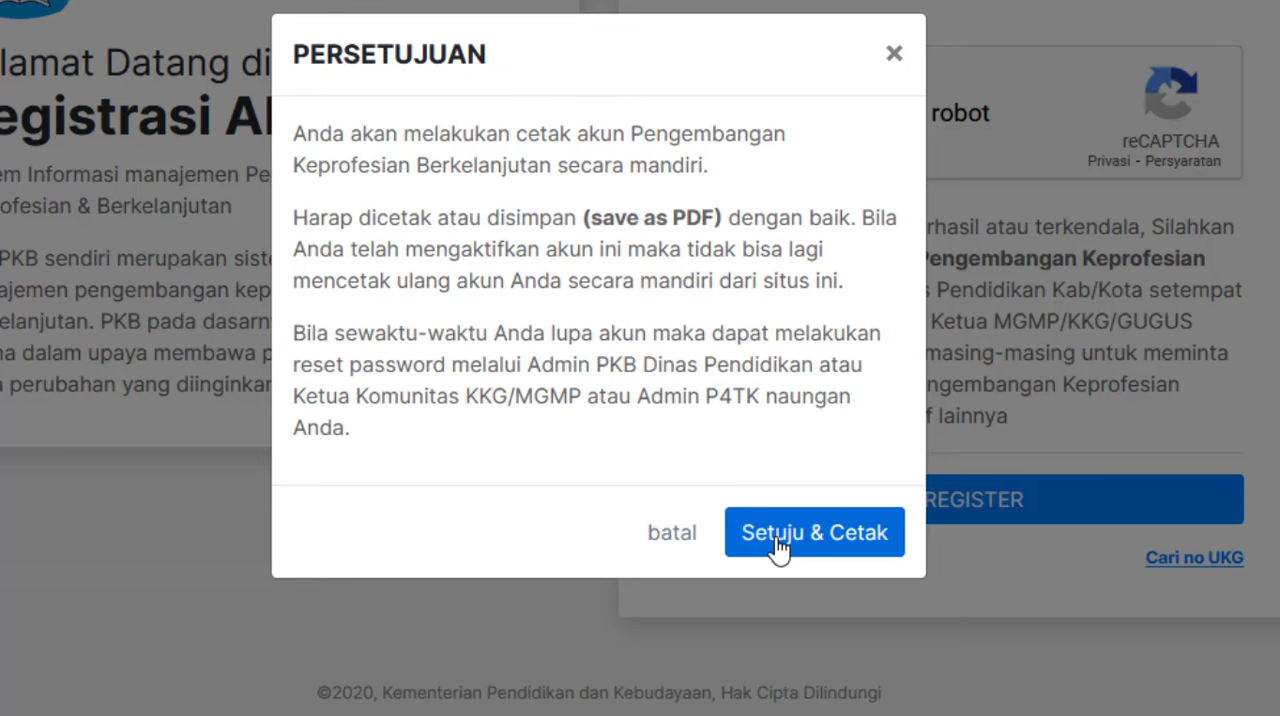 PERSETUJUAN
Anda akan melakukan cetak akun Pengembangan
Keprofesian Berkelanjutan secara mandiri.
Harap dicetak atau disimpan (save as PDF) dengan baik. Bila
Anda telah mengaktifkan akun ini maka tidak bisa lagi
mencetak ulang akun Anda secara mandiri dari situs ini.
Bila sewaktu-waktu Anda lupa akun maka dapat melakukan
reset password melalui Admin PKB Dinas Pendidikan atau
Ketua Komunitas KKG/MGMP atau Admin P4TK naungan
Anda.
batal
Setuju & Cetak
lamat Datang di
egistrasi
em Informasi manajemen Pe
ofesian & Berkelanjutan
PKB sendiri merupakan siste
ajemen pengembangan kep
elanjutan. PKB pada dasarn
na dalam upaya membawa p
perubahan yang diinginkan
robot
reCAPTCHA
Privasi - Persyaratan
rhasil atau terkendala, Silahkan
Pengembangan Keprofesian
s Pendidikan Kab/Kota setempat
Ketua MGMP/KKG/GUGUS
masing-masing untuk meminta
ngembangan Keprofesian
f lainnya
REGISTER
Cari no UKG
©2020, Kementerian Pendidikan dan Kebudayaan, Hak Cipta Dilindungi